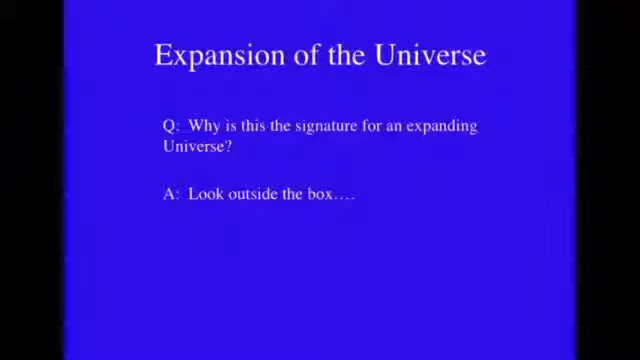 Expansion of the Universe
Q:  Why is this the signature for an expanding
Universe?
A:  Look outside the box….